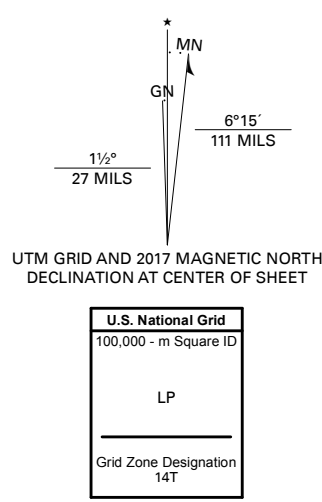 ★
MN
GN
6°15´
111 MILS
1½°
27 MILS
UTM GRID AND 2017 MAGNETIC NORTH
DECLINATION AT CENTER OF SHEET
U.S. National Grid
100,000 - m Square ID
LP
Grid Zone Designation
14T